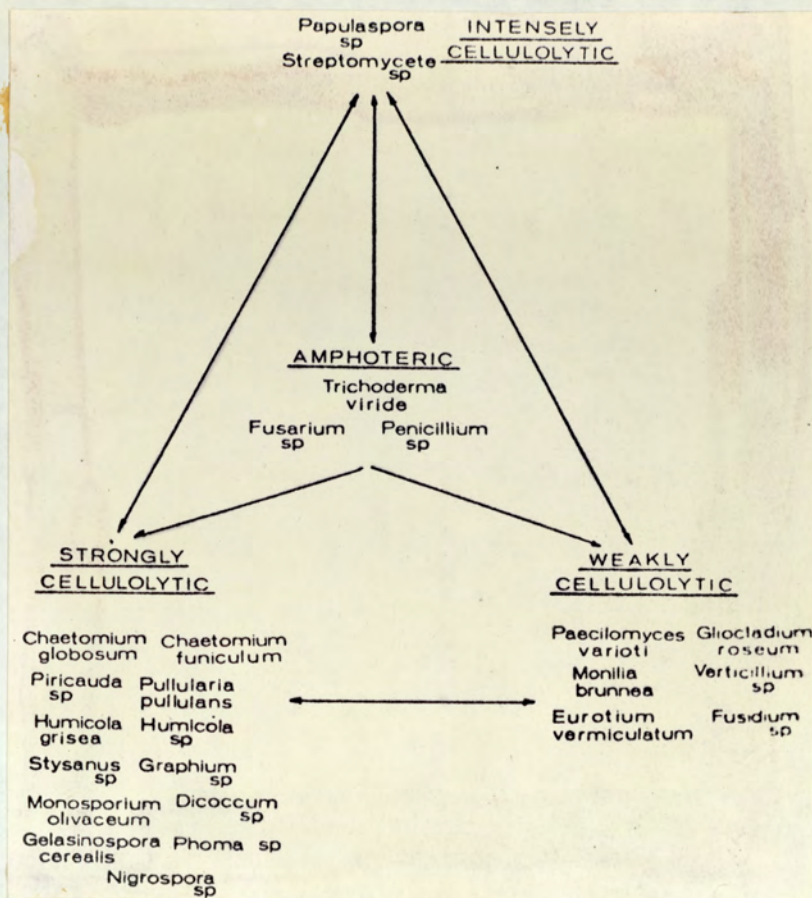 Papulaspora
sp
Streptomycete
sp
INTENSELY
CELLULOLYTIC
AMPHOTERIC
Trichoderma
viride
Fusarium
sp
Penicillium
sp
STRONGLY
CELLULOLYTIC
Chaetomium
globosum
Chaetomium
funiculum
Piricauda
sp
Pullularia
pullulans
Humicola
grisea
Humicola
sp
Stysanus
sp
Graphium
sp
Monosporium
olivaceum
Dicoccum
sp
Gelasinospora
cerealis
Phoma sp
Nigrospora
sp
WEAKLY
CELLULOLYTIC
Paecilomyces
varioti
Gliocladium
roseum
Monilia
brunnea
Verticillium
sp
Eurotium
vermiculatum
Fusidium
sp